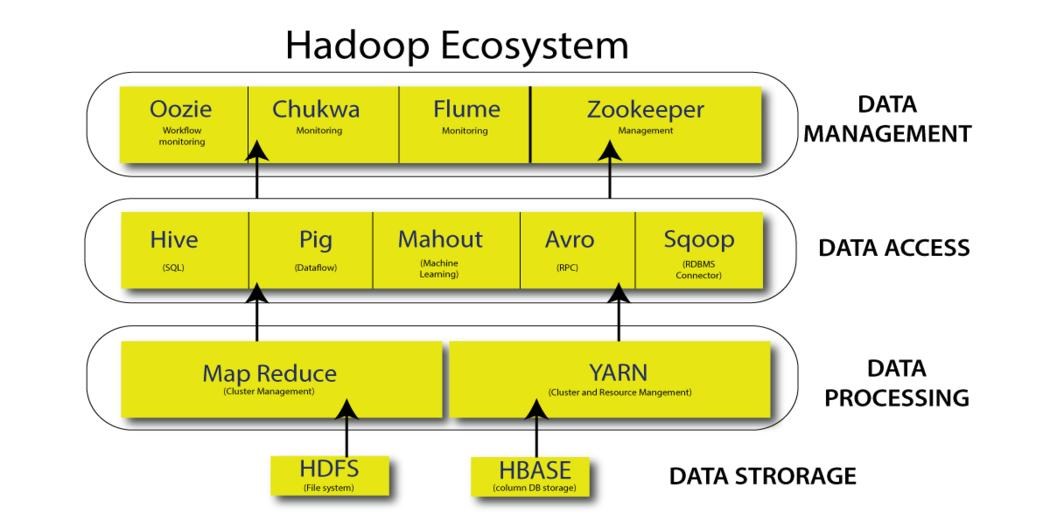 Hadoop Ecosystem
Oozie
Workflow
monitoring
Chukwa
Monitoring
Flume
Monitoring
Zookeeper
Management
DATA
MANAGEMENT
Hive
(SQL)
Pig
(Dataflow)
Mahout
(Machine
Learning)
Avro
(RPC)
Sqoop
(RDBMS
Connector)
DATA ACCESS
Map Reduce
(Cluster Management)
YARN
(Cluster and Resource Mangement)
DATA
PROCESSING
HDFS
(File system)
HBASE
(column DB storage)
DATA STRORAGE